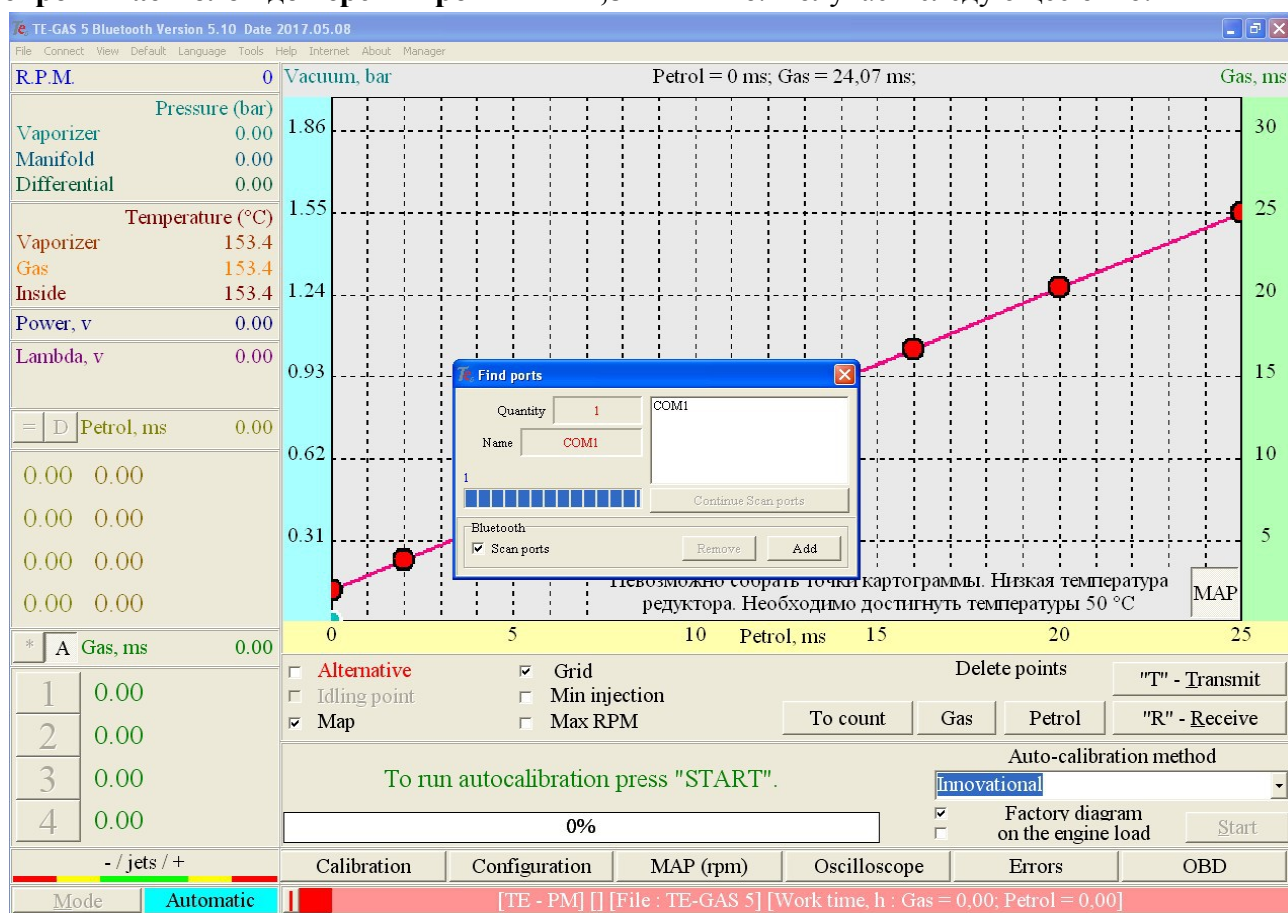 TE-GAS 5 Bluetooth Version 5.10 Date 2017.05.08
File Connect View Default Language Tools Help Internet About Manager
R.P.M. 0
Pressure (bar)
Vaporizer 0.00
Manifold 0.00
Differential 0.00
Temperature (°C)
Vaporizer 153.4
Gas 153.4
Inside 153.4
Power, v 0.00
Lambda, v 0.00
= D Petrol, ms 0.00
0.00 0.00
0.00 0.00
0.00 0.00
0.00 0.00
* A Gas, ms 0.00
1 0.00
2 0.00
3 0.00
4 0.00
- / jets / +
Mode Automatic
Vacuum, bar Petrol = 0 ms; Gas = 24,07 ms; Gas, ms
1.86 30
1.55 25
1.24 20
0.93 15
0.62 10
0.31 5
Find ports
Quantity 1
Name COM1
COM1
1
Continue Scan ports
Bluetooth
Scan ports Remove Add
Невозможно собрать точки картограммы. Низкая температура
редуктора. Необходимо достигнуть температуры 50 °C
MAP
0 5 10 Petrol, ms 15 20 25
Alternative Grid Delete points
Idling point Min injection
Map Max RPM
To count Gas Petrol
"T" - Transmit
"R" - Receive
To run autocalibration press "START".
0%
Auto-calibration method
Innovational
Factory diagram
on the engine load
Start
Calibration Configuration MAP (rpm) Oscilloscope Errors OBD
[TE - PM] [] [File : TE-GAS 5] [Work time, h : Gas = 0,00; Petrol = 0,00]